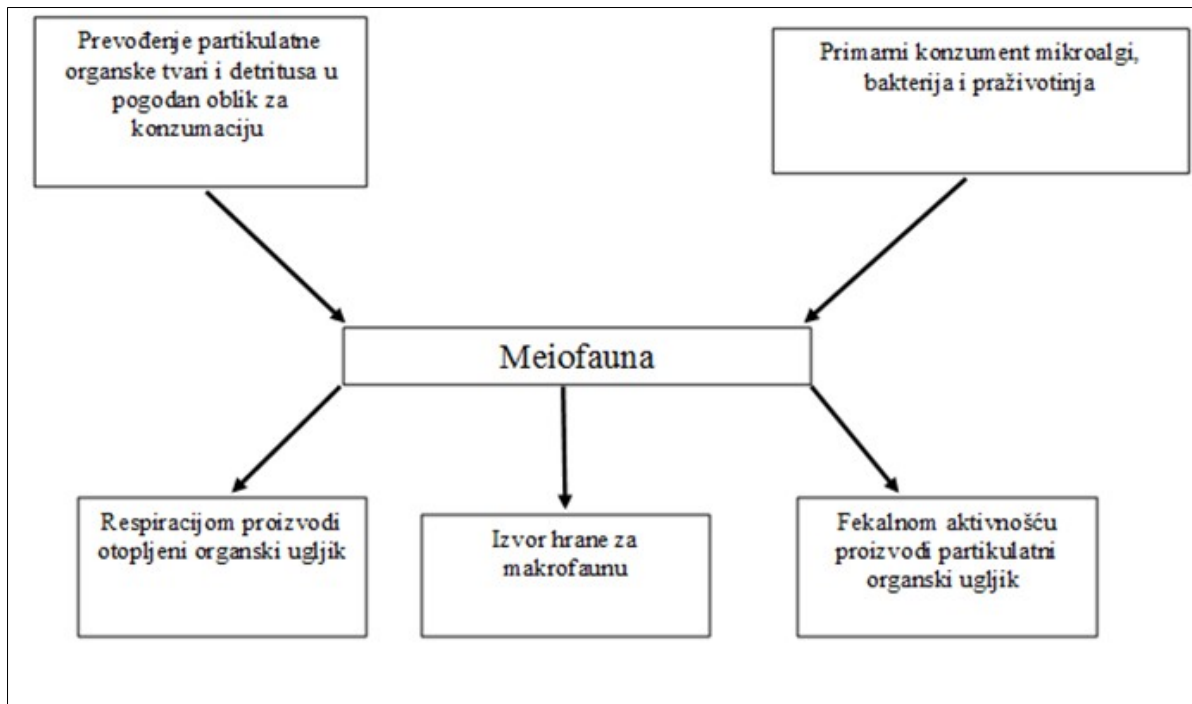 Prevođenje partikulatne
organske tvari i detritusa u
pogodan oblik za
konzumaciju
Primarni konzument mikroalgi,
bakterija i praživotinja
Meiofauna
Respiracijom proizvodi
otopljeni organski ugljik
Izvor hrane za
makrofaunu
Fekalnom aktivnošću
proizvodi partikulatni
organski ugljik